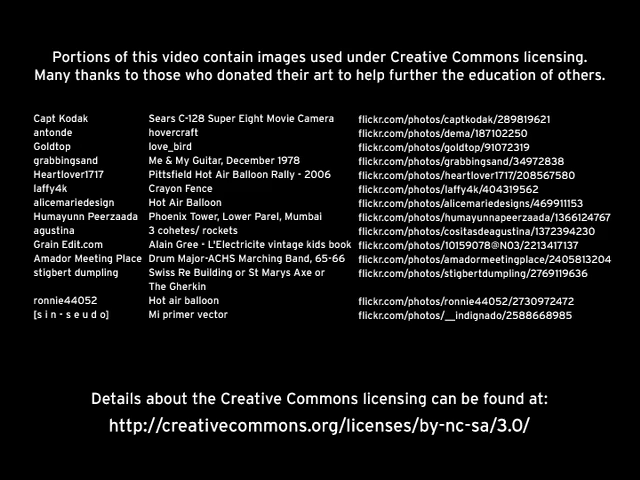 Portions of this video contain images used under Creative Commons licensing.
Many thanks to those who donated their art to help further the education of others.
Capt Kodak Sears C-128 Super Eight Movie Camera flickr.com/photos/captkodak/289819621
antonde hovercraft flickr.com/photos/dema/187102250
Goldtop love_bird flickr.com/photos/goldtop/91072319
grabbingsand Me & My Guitar, December 1978 flickr.com/photos/grabbingsand/34972838
Heartlover1717 Pittsfield Hot Air Balloon Rally - 2006 flickr.com/photos/heartlover1717/208567580
laffy4k Crayon Fence flickr.com/photos/laffy4k/404319562
alicemariedesign Hot Air Balloon flickr.com/photos/alicemariedesigns/469911153
Humayunn Peerzaada Phoenix Tower, Lower Parel, Mumbai flickr.com/photos/humayunnapeerzaada/1366124767
agustina 3 cohetes/ rockets flickr.com/photos/cositasdeagustina/1372394230
Grain Edit.com Alain Gree - L'Electricite vintage kids book flickr.com/photos/10159078@N03/2213417137
Amador Meeting Place Drum Major-ACHS Marching Band, 65-66 flickr.com/photos/amadormeetingplace/2405813204
stigbert dumpling Swiss Re Building or St Marys Axe or flickr.com/photos/stigbertdumpling/2769119636
The Gherkin
ronnie44052 Hot air balloon flickr.com/photos/ronnie44052/2730972472
[s i n - s e u d o] Mi primer vector flickr.com/photos/__indignado/2588668985
Details about the Creative Commons licensing can be found at:
http://creativecommons.org/licenses/by-nc-sa/3.0/